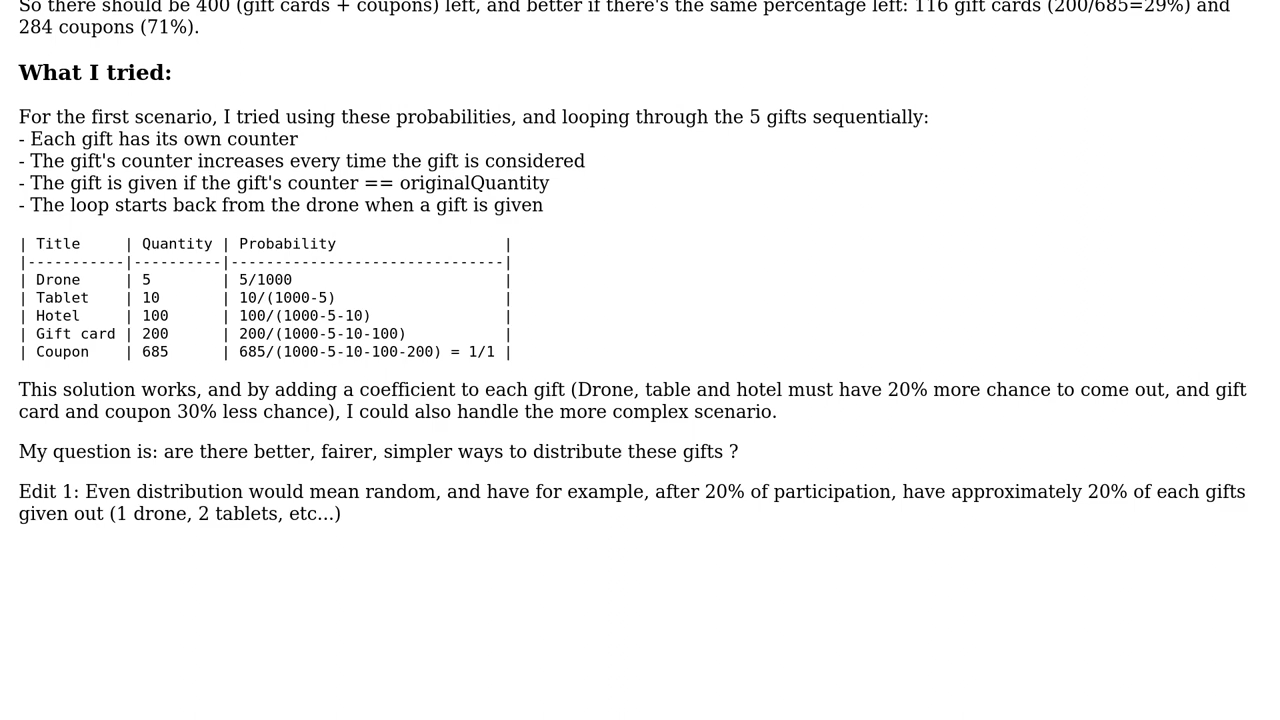 So there should be 400 (gift cards + coupons) left, and better if there's the same percentage left: 116 gift cards (200/685=29%) and
284 coupons (71%).
What I tried:
For the first scenario, I tried using these probabilities, and looping through the 5 gifts sequentially:
- Each gift has its own counter
- The gift's counter increases every time the gift is considered
- The gift is given if the gift's counter == originalQuantity
- The loop starts back from the drone when a gift is given
| Title     | Quantity | Probability                   |
|-----------|----------|-------------------------------|
| Drone     | 5        | 5/1000                        |
| Tablet    | 10       | 10/(1000-5)                   |
| Hotel     | 100      | 100/(1000-5-10)               |
| Gift card | 200      | 200/(1000-5-10-100)           |
| Coupon    | 685      | 685/(1000-5-10-100-200) = 1/1 |
This solution works, and by adding a coefficient to each gift (Drone, table and hotel must have 20% more chance to come out, and gift
card and coupon 30% less chance), I could also handle the more complex scenario.
My question is: are there better, fairer, simpler ways to distribute these gifts ?
Edit 1: Even distribution would mean random, and have for example, after 20% of participation, have approximately 20% of each gifts
given out (1 drone, 2 tablets, etc...)